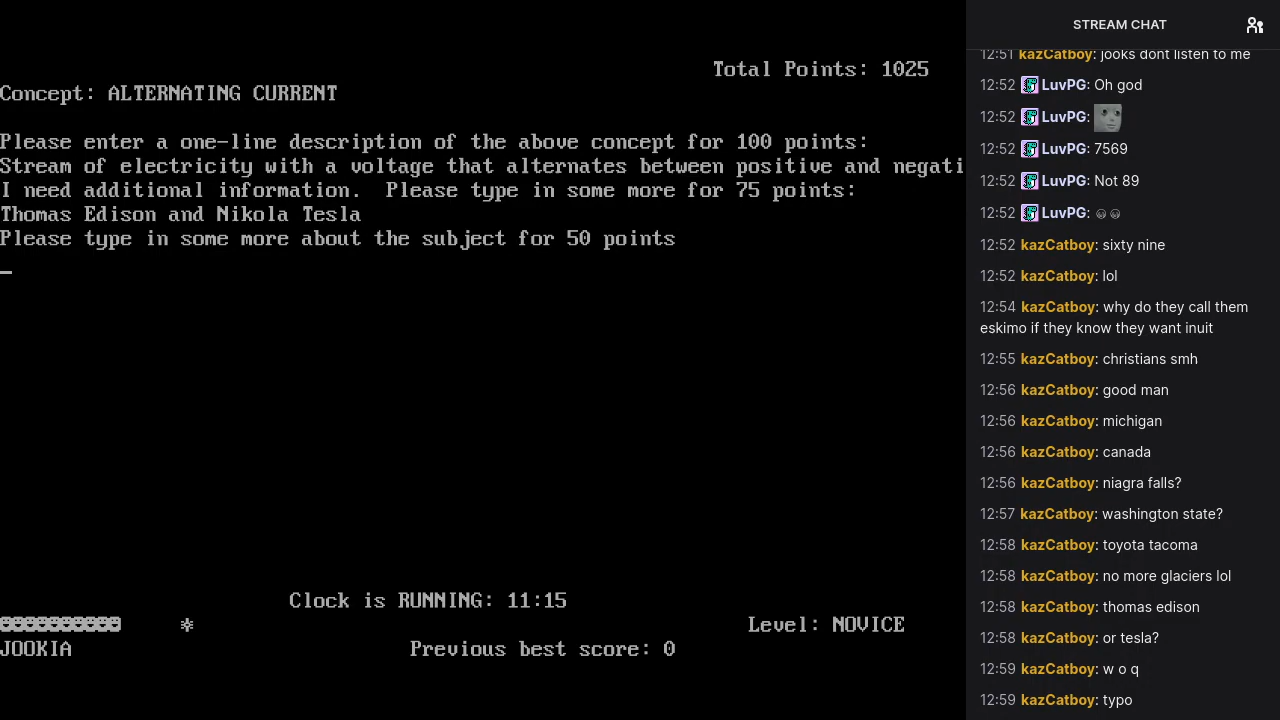 Total Points: 1025
Concept: ALTERNATING CURRENT
Please enter a one-line description of the above concept for 100 points:
Stream of electricity with a voltage that alternates between positive and negati
I need additional information.  Please type in some more for 75 points:
Thomas Edison and Nikola Tesla
Please type in some more about the subject for 50 points
Clock is RUNNING: 11:15
*
Level: NOVICE
JOOKIA
Previous best score: 0
STREAM CHAT
12:51 kazCatboy: jooks dont listen to me
12:52 LuvPG: Oh god
12:52 LuvPG:
12:52 LuvPG: 7569
12:52 LuvPG: Not 89
12:52 LuvPG:
12:52 kazCatboy: sixty nine
12:52 kazCatboy: lol
12:54 kazCatboy: why do they call them
eskimo if they know they want inuit
12:55 kazCatboy: christians smh
12:56 kazCatboy: good man
12:56 kazCatboy: michigan
12:56 kazCatboy: canada
12:56 kazCatboy: niagra falls?
12:57 kazCatboy: washington state?
12:58 kazCatboy: toyota tacoma
12:58 kazCatboy: no more glaciers lol
12:58 kazCatboy: thomas edison
12:58 kazCatboy: or tesla?
12:59 kazCatboy: w o q
12:59 kazCatboy: typo